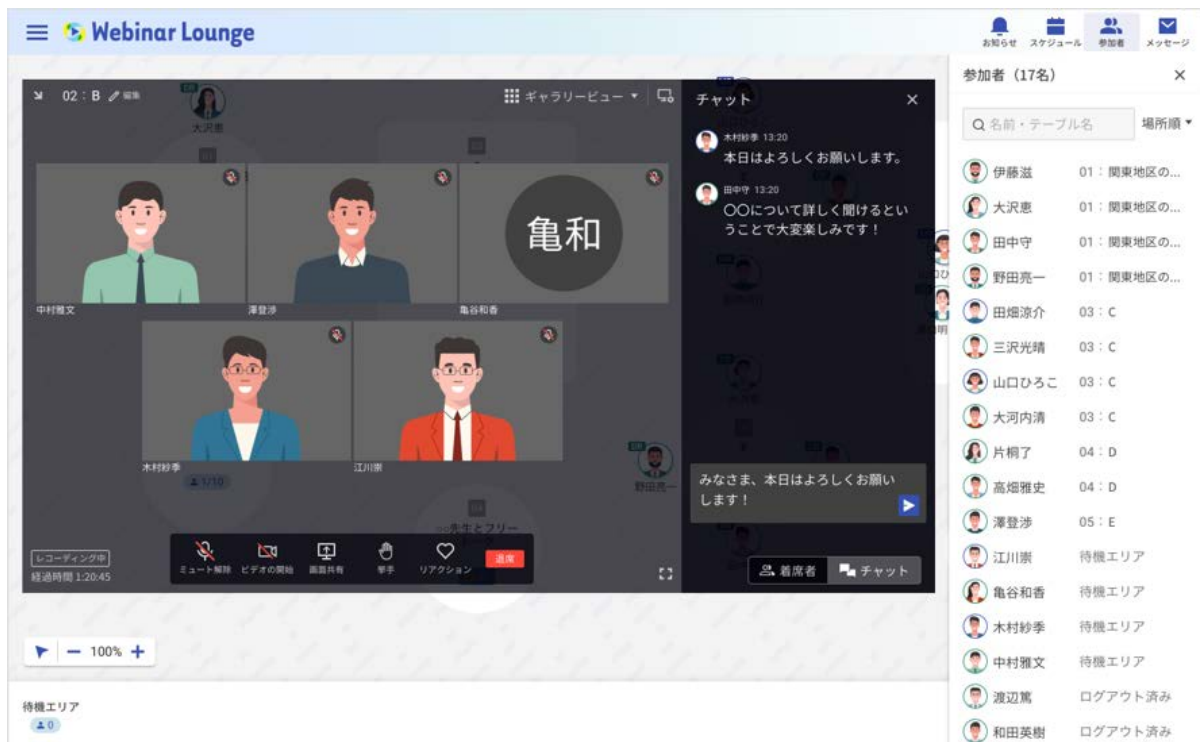 Webinar Lounge
お知らせ
スケジュール
参加者
メッセージ
02：B
編集
大沢恵
ギャラリービュー
中村雅文
澤登渉
亀和
亀谷和香
木村紗季
江川崇
1/10
野田亮一
○○先生とフリー
レコーディング中
経過時間 1:20:45
ミュート解除
ビデオの開始
画面共有
挙手
リアクション
退席
チャット
木村紗季 13:20
本日はよろしくお願いします。
田中守 13:20
〇〇について詳しく聞けるとい
うことで大変楽しみです！
みなさま、本日はよろしくお願い
します！
着席者
チャット
100%
待機エリア
0
参加者（17名）
名前・テーブル名
場所順
伊藤滋 01：関東地区の...
大沢恵 01：関東地区の...
田中守 01：関東地区の...
野田亮一 01：関東地区の...
田畑涼介 03：C
三沢光晴 03：C
山口ひろこ 03：C
大河内清 03：C
片桐了 04：D
高畑雅史 04：D
澤登渉 05：E
江川崇 待機エリア
亀谷和香 待機エリア
木村紗季 待機エリア
中村雅文 待機エリア
渡辺篤 ログアウト済み
和田英樹 ログアウト済み